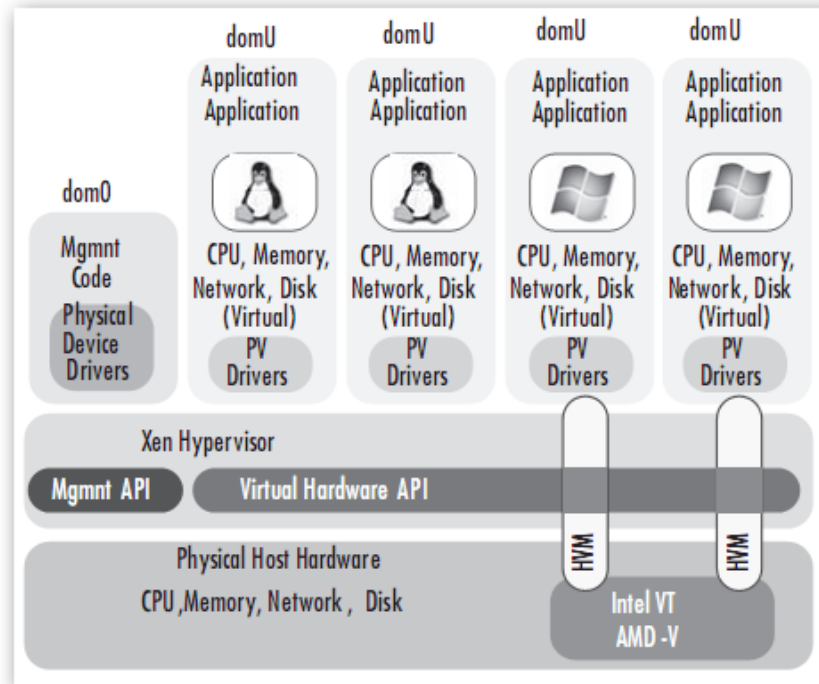 domU
Application
Application
CPU, Memory,
Network, Disk
(Virtual)
PV
Drivers
domU
Application
Application
CPU, Memory,
Network, Disk
(Virtual)
PV
Drivers
domU
Application
Application
CPU, Memory,
Network, Disk
(Virtual)
PV
Drivers
domU
Application
Application
CPU, Memory,
Network, Disk
(Virtual)
PV
Drivers
dom0
Mgmnt
Code
Physical
Device
Drivers
Xen Hypervisor
Mgmnt API
Virtual Hardware API
HVM
HVM
Physical Host Hardware
CPU ,Memory, Network , Disk
Intel VT
AMD -V